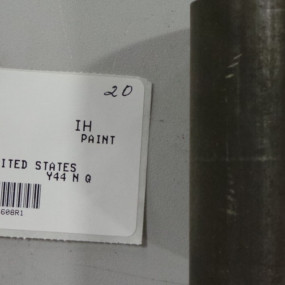 20
IH
PAINT
ITED STATES
Y44 N G
608R1